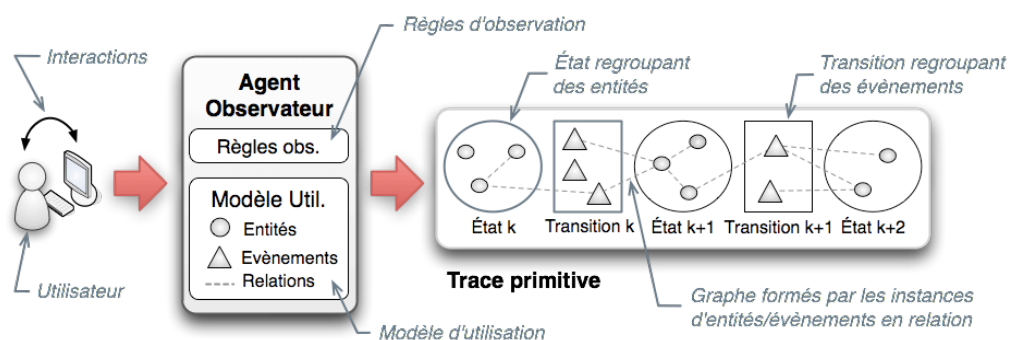 Règles d'observation
Interactions
État regroupant
des entités
Transition regroupant
des évènements
Agent
Observateur
Règles obs.
Modèle Util.
Entités
Evènements
Relations
État k
Transition k
État k+1
Transition k+1
État k+2
Trace primitive
Utilisateur
Modèle d'utilisation
Graphe formés par les instances
d'entités/évènements en relation